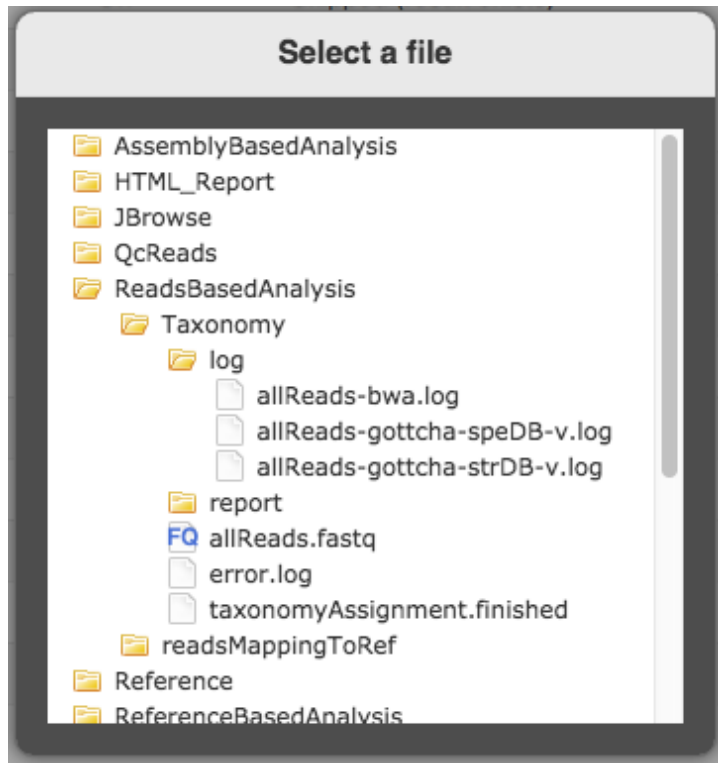 Select a file
AssemblyBasedAnalysis
HTML_Report
JBrowse
QcReads
ReadsBasedAnalysis
Taxonomy
log
allReads-bwa.log
allReads-gottcha-speDB-v.log
allReads-gottcha-strDB-v.log
report
FQ allReads.fastq
error.log
taxonomyAssignment.finished
readsMappingToRef
Reference
ReferenceBasedAnalysis